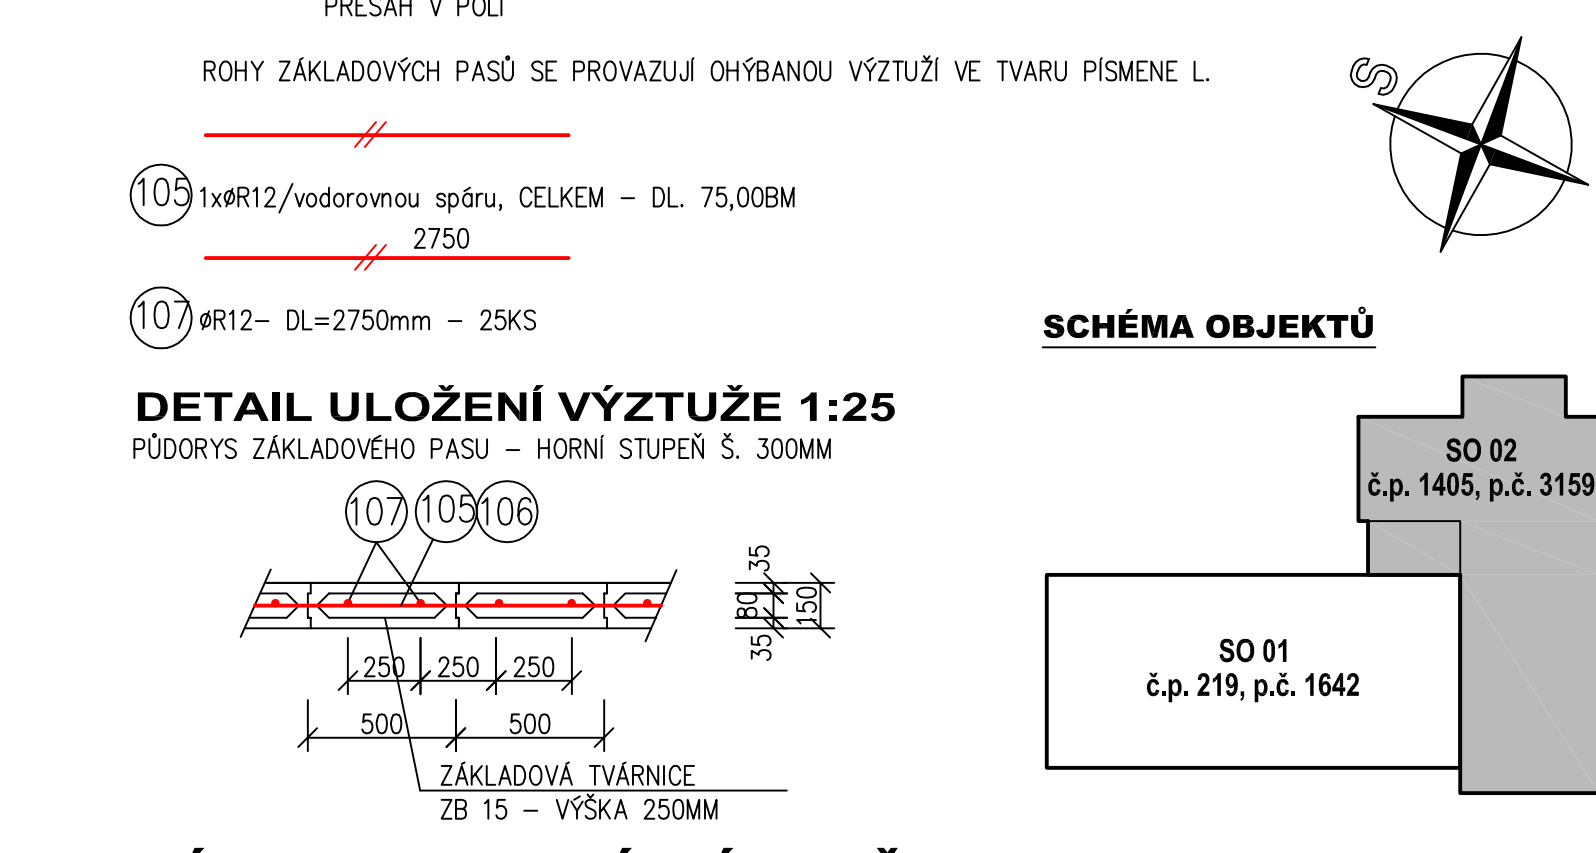 PŘESAH V POLI
ROHY ZÁKLADOVÝCH PASŮ SE PROVAZUJÍ OHÝBANOU VÝZTUŽÍ VE TVARU PÍSMENE L.
S
105 1xøR12/vodorovnou spáru, CELKEM – DL. 75,00BM
2750
107 øR12– DL=2750mm – 25KS
SCHÉMA OBJEKTŮ
DETAIL ULOŽENÍ VÝZTUŽE 1:25
PŮDORYS ZÁKLADOVÉHO PASU – HORNÍ STUPEŇ Š. 300MM
107 105 106
35
80
35
150
250 250 250
500 500
ZÁKLADOVÁ TVÁRNICE
ZB 15 – VÝŠKA 250MM
SO 02
č.p. 1405, p.č. 3159
SO 01
č.p. 219, p.č. 1642